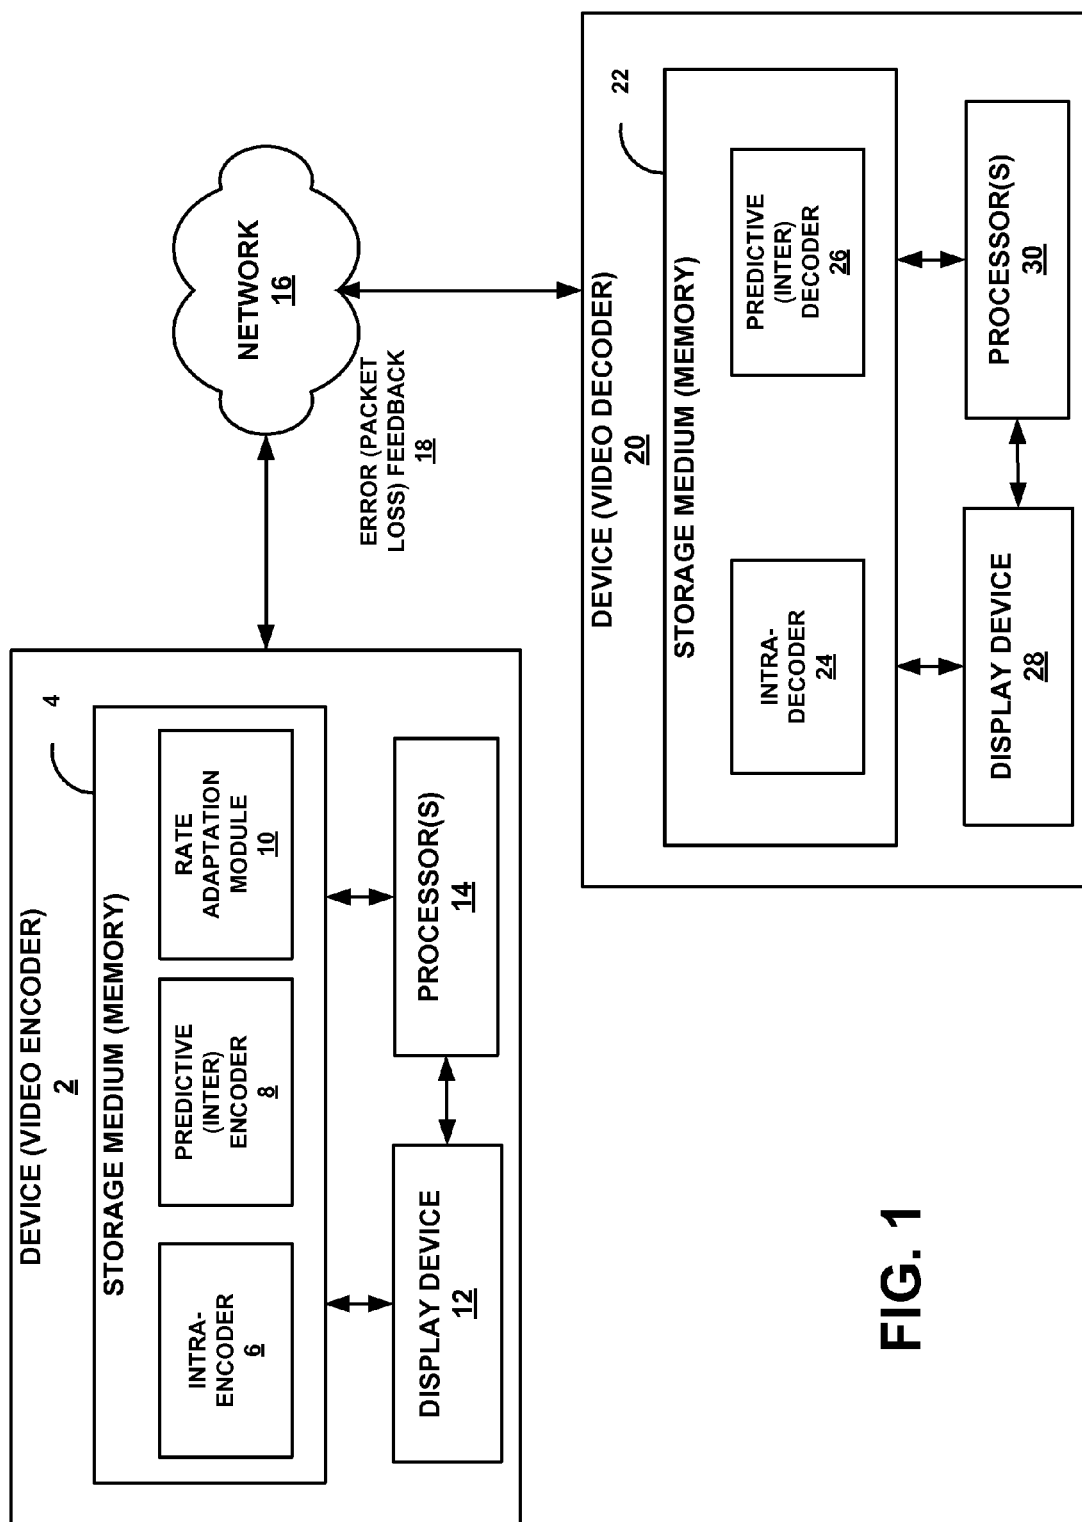 DEVICE (VIDEO ENCODER)
2
4
STORAGE MEDIUM (MEMORY)
INTRA-
ENCODER
6
PREDICTIVE
(INTER)
ENCODER
8
RATE
ADAPTATION
MODULE
10
DISPLAY DEVICE
12
PROCESSOR(S)
14
NETWORK
16
ERROR (PACKET
LOSS) FEEDBACK
18
DEVICE (VIDEO DECODER)
20
22
STORAGE MEDIUM (MEMORY)
INTRA-
DECODER
24
PREDICTIVE
(INTER)
DECODER
26
DISPLAY DEVICE
28
PROCESSOR(S)
30
FIG. 1